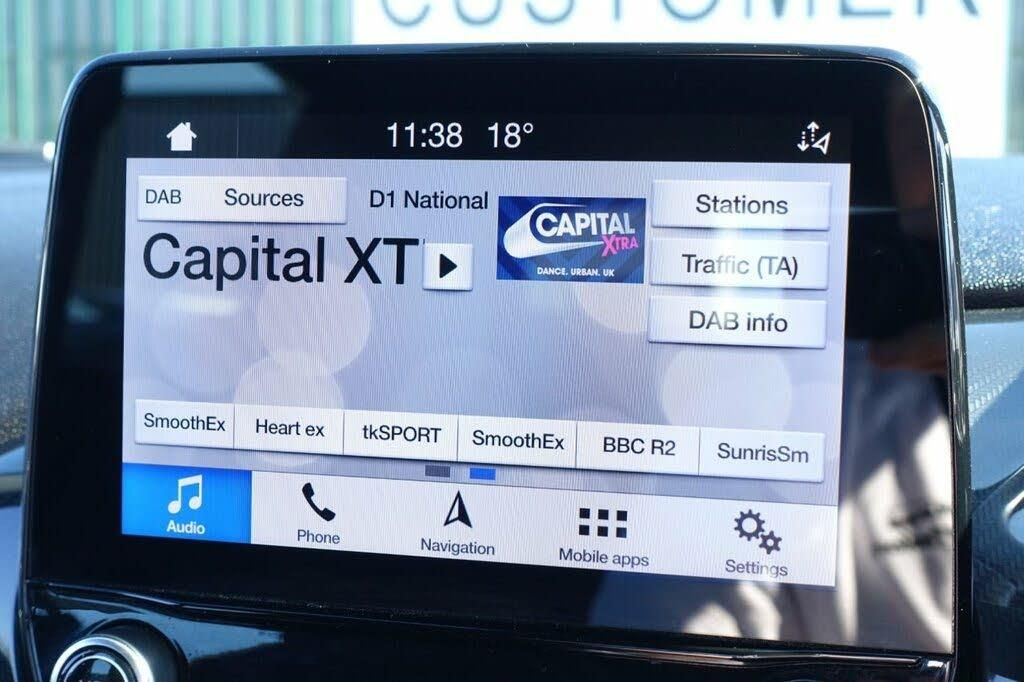 CUSTOMER
11:38 18°
DAB Sources
D1 National
CAPITAL
XTRA
DANCE. URBAN. UK
Stations
Capital XT
Traffic (TA)
DAB info
SmoothEx
Heart ex
tkSPORT
SmoothEx
BBC R2
SunrisSm
Audio
Phone
Navigation
Mobile apps
Settings